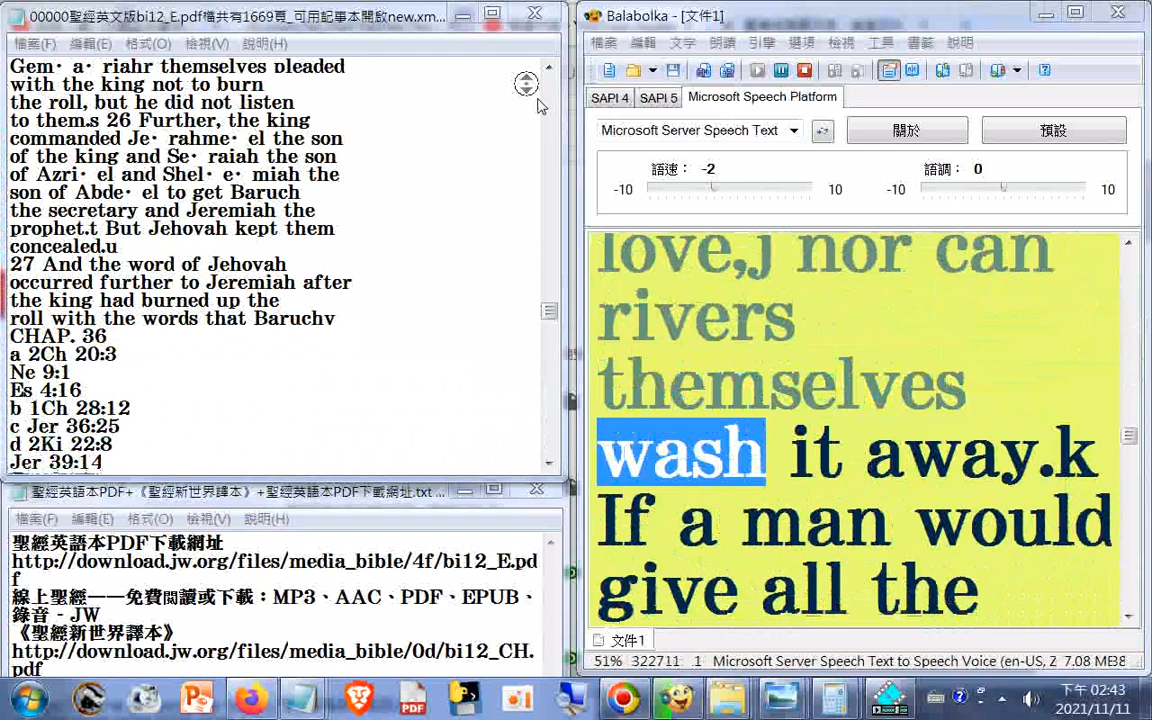 00000聖經英文版bi12_E.pdf檔共有1669頁_可用記事本開啟new.xm...
檔案(F) 編輯(E) 格式(O) 檢視(V) 說明(H)
Gem· a· riahr themselves pleaded
with the king not to burn
the roll, but he did not listen
to them.s 26 Further, the king
commanded Je· rahme· el the son
of the king and Se· raiah the son
of Azri· el and Shel· e· miah the
son of Abde· el to get Baruch
the secretary and Jeremiah the
prophet.t But Jehovah kept them
concealed.u
27 And the word of Jehovah
occurred further to Jeremiah after
the king had burned up the
roll with the words that Baruchv
CHAP. 36
a 2Ch 20:3
Ne 9:1
Es 4:16
b 1Ch 28:12
c Jer 36:25
d 2Ki 22:8
Jer 39:14
聖經英語本PDF+《聖經新世界譯本》+聖經英語本PDF下載網址.txt ...
檔案(F) 編輯(E) 格式(O) 檢視(V) 說明(H)
聖經英語本PDF下載網址
http://download.jw.org/files/media_bible/4f/bi12_E.pd
f
線上聖經——免費閱讀或下載：MP3、AAC、PDF、EPUB、
錄音 - JW
《聖經新世界譯本》
http://download.jw.org/files/media_bible/0d/bi12_CH.
pdf
Balabolka - [文件1]
檔案 編輯 文字 朗讀 引擎 選項 檢視 工具 書籤 說明
SAPI 4 SAPI 5 Microsoft Speech Platform
Microsoft Server Speech Text 關於 預設
語速： -2 語調： 0
-10 10 -10 10
love,j nor can
rivers
themselves
wash it away.k
If a man would
give all the
文件1
51% 322711 1 Microsoft Server Speech Text to Speech Voice (en-US, Z 7.08 MB
下午 02:43
2021/11/11